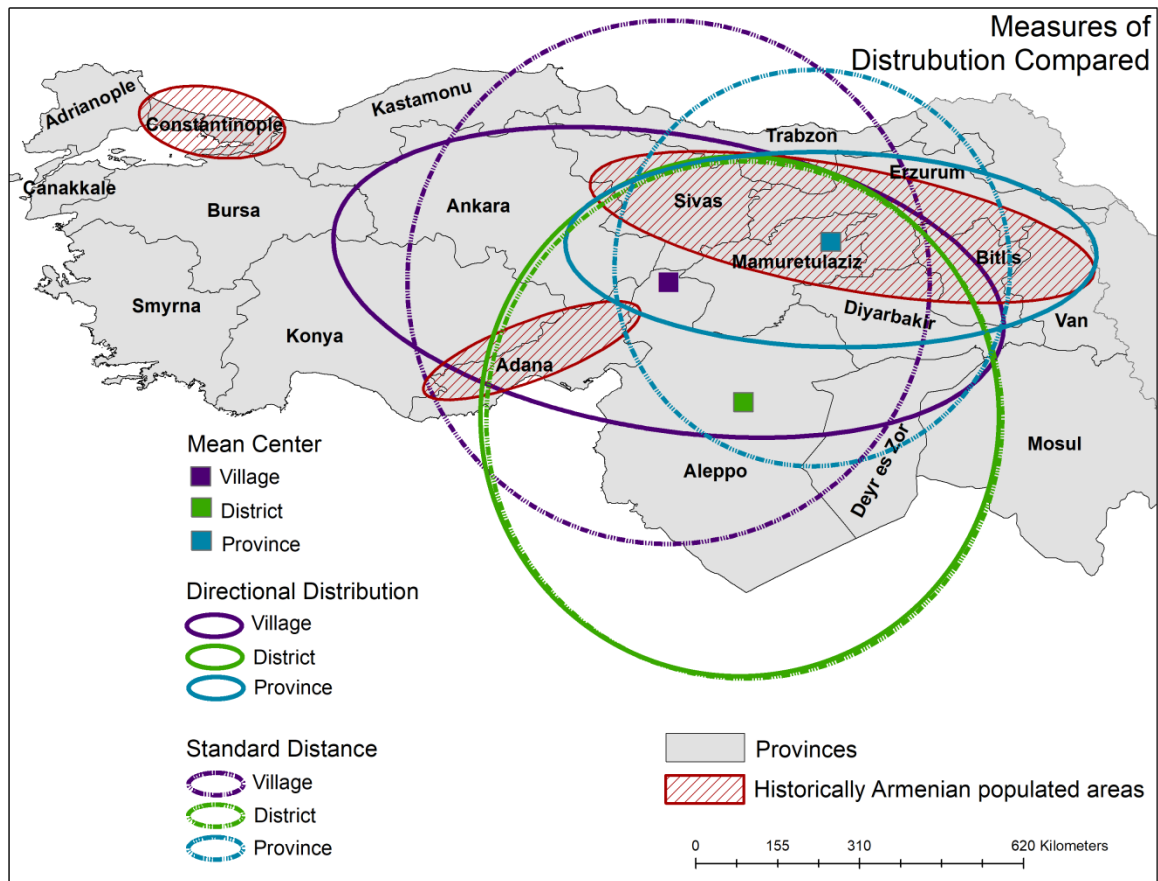 Measures of
Distrubution Compared
Adrianople
Constantinople
Kastamonu
Trabzon
Erzurum
Çanakkale
Bursa
Ankara
Sivas
Mamuretulaziz
Bitlis
Smyrna
Konya
Diyarbakir
Van
Adana
Aleppo
Deyr es Zor
Mosul
Mean Center
Village
District
Province
Directional Distribution
Village
District
Province
Standard Distance
Village
District
Province
Provinces
Historically Armenian populated areas
0 155 310 620 Kilometers